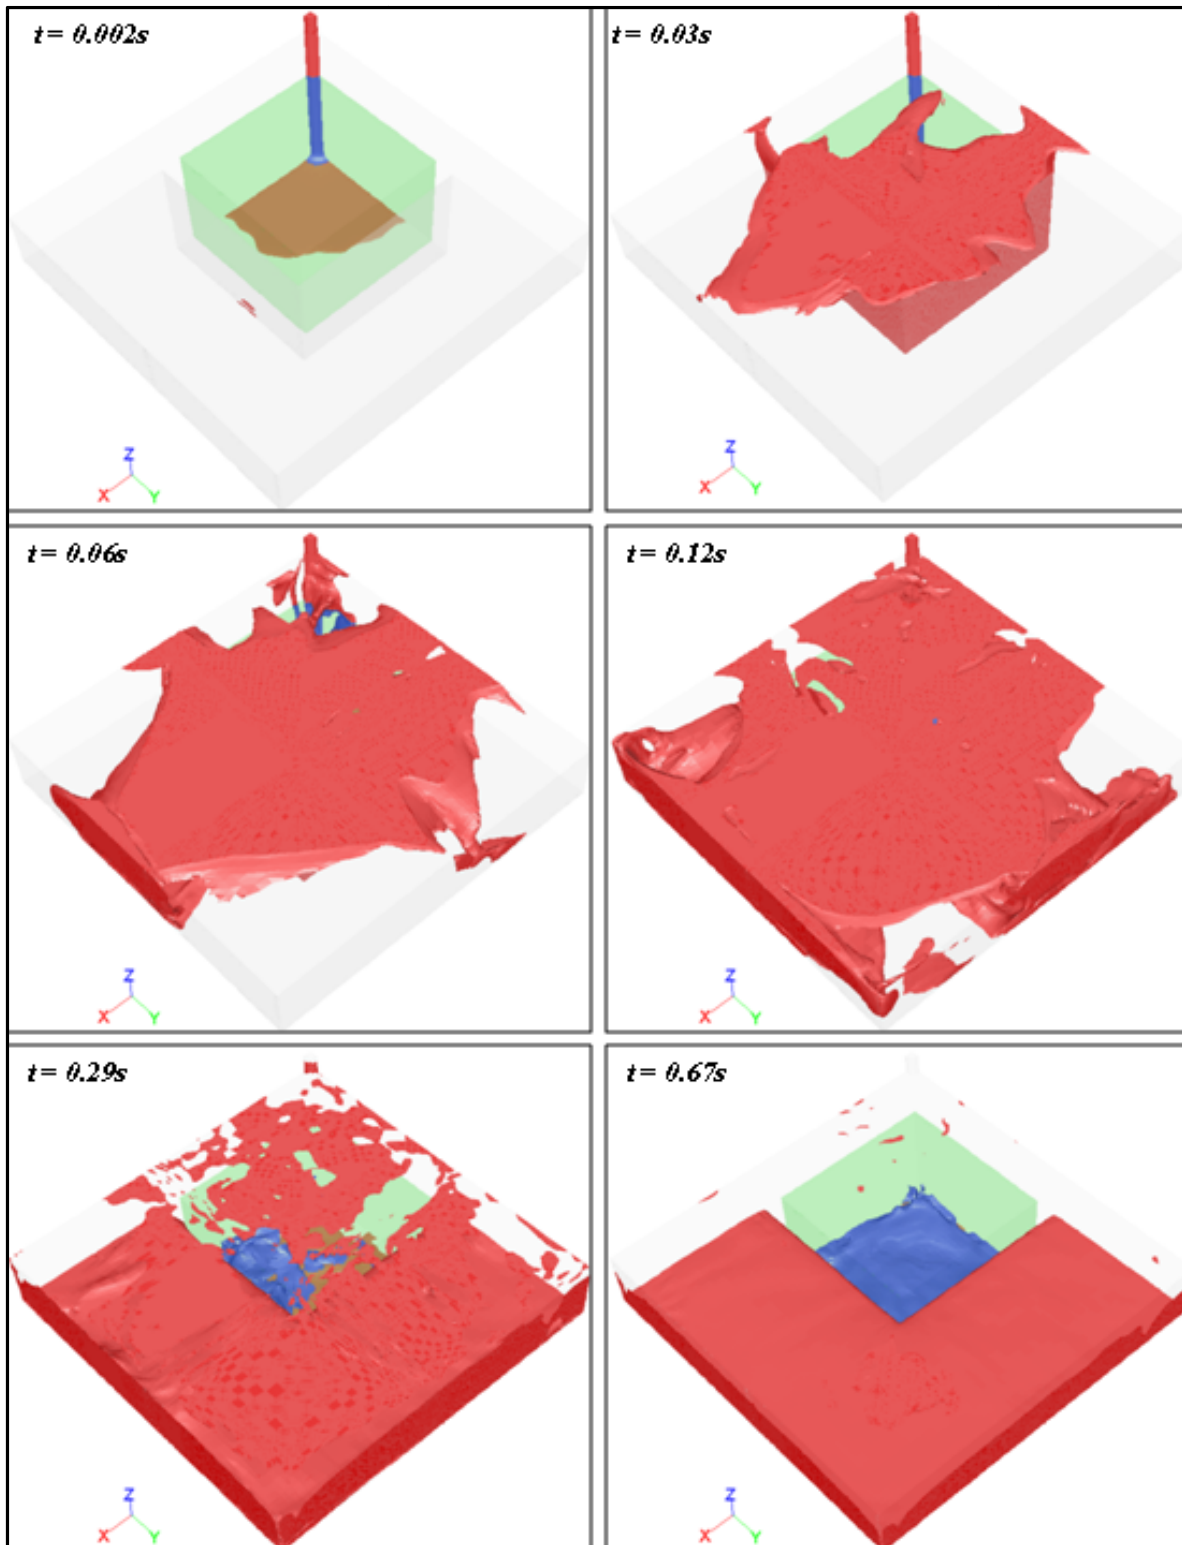 t = 0.002s
t = 0.03s
Z
X
Y
Z
X
Y
t = 0.06s
t = 0.12s
Z
X
Y
Z
X
Y
t = 0.29s
t = 0.67s
Z
X
Y
Z
X
Y